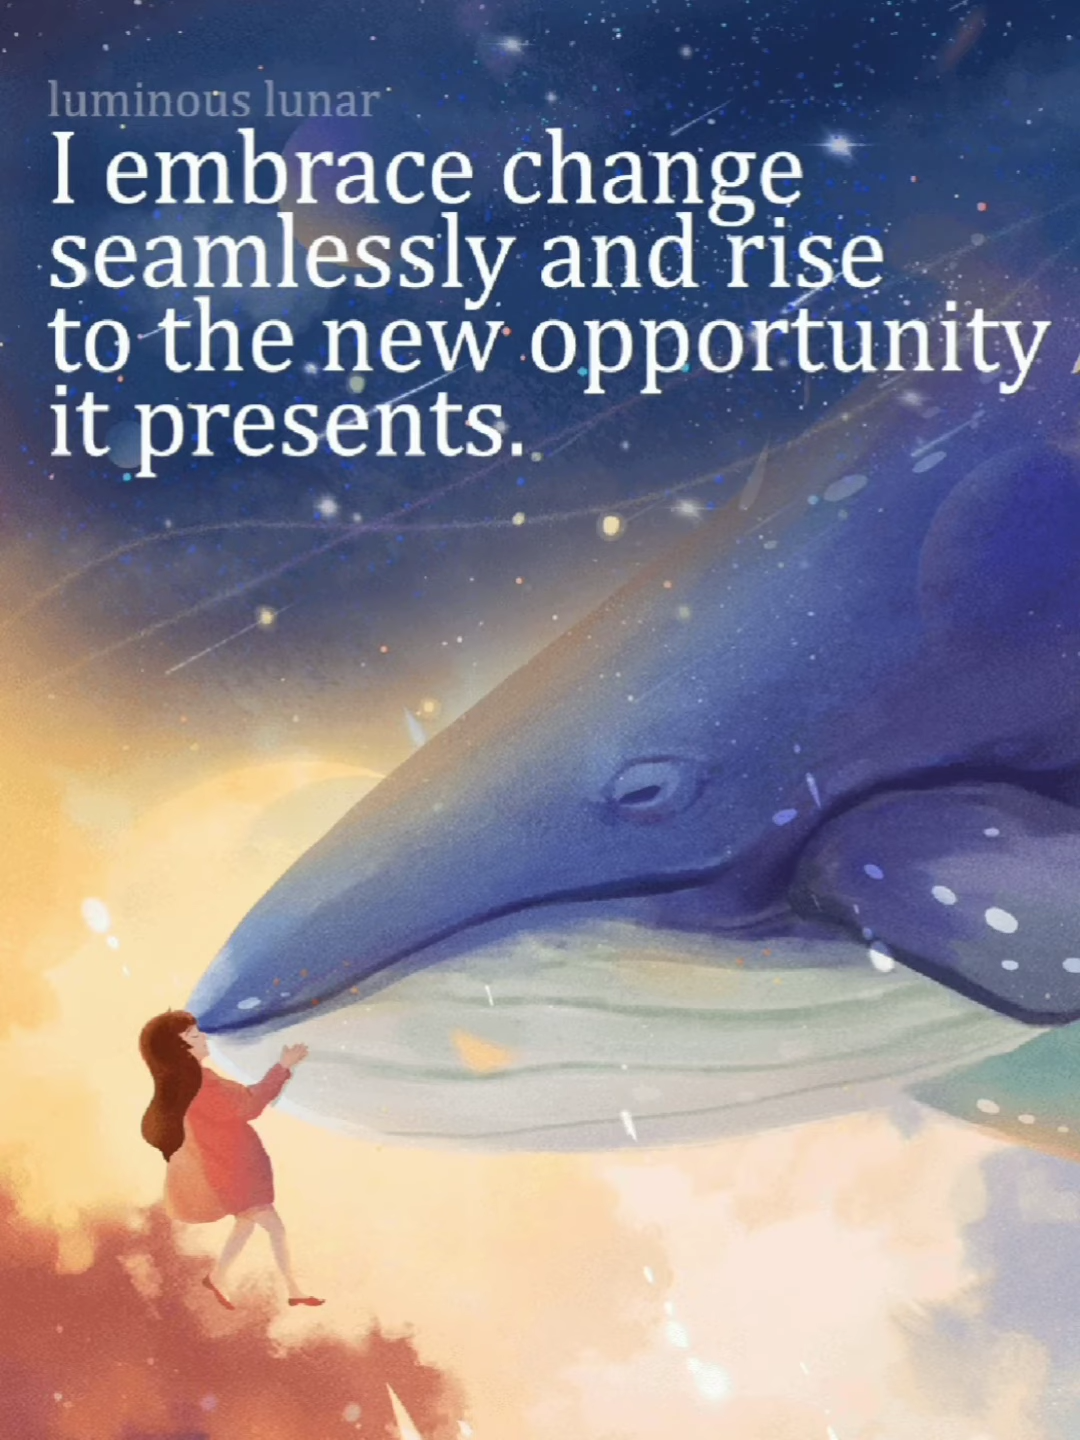 luminous lunar
I embrace change
seamlessly and rise
to the new opportunity
it presents.